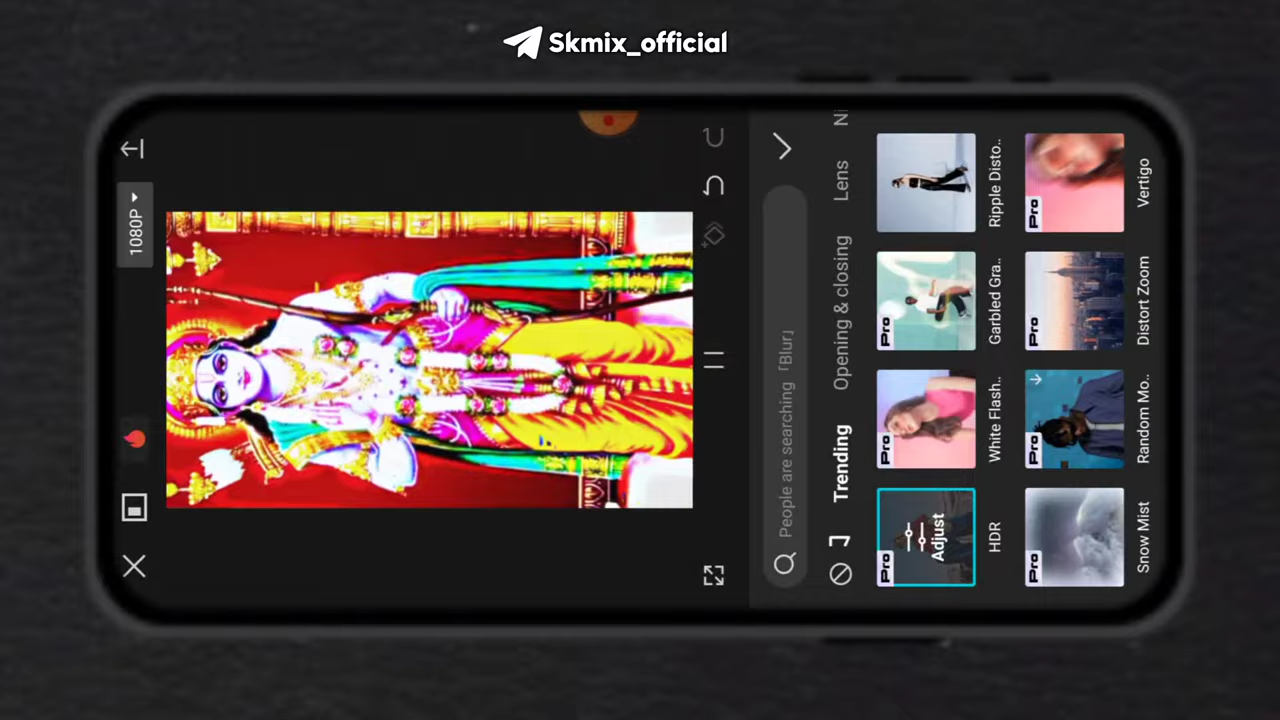 Skmix_official
1080P
People are searching「Blur」
Trending
Opening & closing
Lens
Pro
Adjust
HDR
Pro
White Flash..
Pro
Garbled Gra..
Ripple Disto..
Pro
Snow Mist
Pro
Random Mo..
Pro
Distort Zoom
Pro
Vertigo